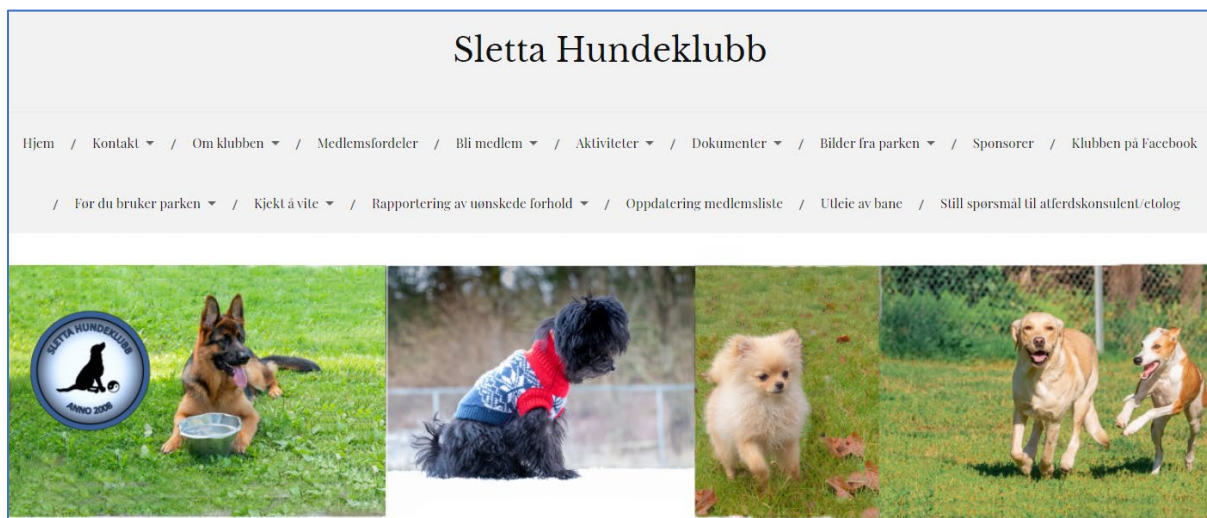 Sletta Hundeklubb
Hjem / Kontakt / Om klubben / Medlemsfordeler / Bli medlem / Aktiviteter / Dokumenter / Bilder fra parken / Sponsorer / Klubben på Facebook
/ Før du bruker parken / Kjekt å vite / Rapportering av uønskede forhold / Oppdatering medlemsliste / Utleie av bane / Still spørsmål til atferdskonsulent/etolog
SLETTA HUNDEKLUBB
ANNO 2008